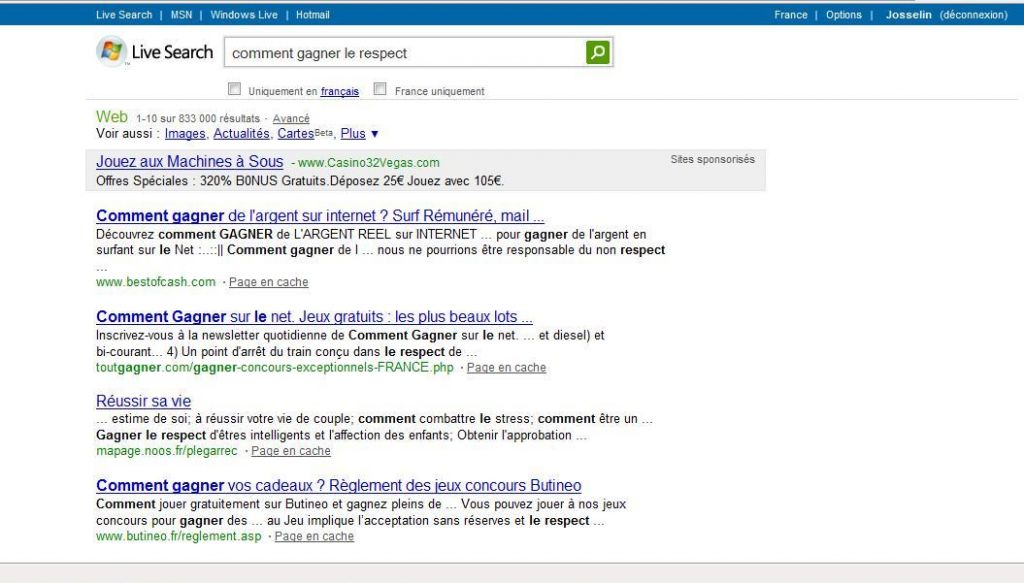 Live Search | MSN | Windows Live | Hotmail
France | Options | Josselin (déconnexion)
Live Search
comment gagner le respect
Uniquement en français
France uniquement
Web 1-10 sur 833 000 résultats · Avancé
Voir aussi : Images, Actualités, CartesBeta, Plus ▼
Jouez aux Machines à Sous - www.Casino32Vegas.com
Sites sponsorisés
Offres Spéciales : 320% B0NUS Gratuits.Déposez 25€ Jouez avec 105€.
Comment gagner de l'argent sur internet ? Surf Rémunéré, mail ...
Découvrez comment GAGNER de L'ARGENT REEL sur INTERNET ... pour gagner de l'argent en
surfant sur le Net :..::|| Comment gagner de l ... nous ne pourrions être responsable du non respect
...
www.bestofcash.com · Page en cache
Comment Gagner sur le net. Jeux gratuits : les plus beaux lots ...
Inscrivez-vous à la newsletter quotidienne de Comment Gagner sur le net. ... et diesel) et
bi-courant... 4) Un point d'arrêt du train conçu dans le respect de ...
toutgagner.com/gagner-concours-exceptionnels-FRANCE.php · Page en cache
Réussir sa vie
... estime de soi; à réussir votre vie de couple; comment combattre le stress; comment être un ...
Gagner le respect d'êtres intelligents et l'affection des enfants; Obtenir l'approbation ...
mapage.noos.fr/plegarrec · Page en cache
Comment gagner vos cadeaux ? Règlement des jeux concours Butineo
Comment jouer gratuitement sur Butineo et gagnez pleins de ... Vous pouvez jouer à nos jeux
concours pour gagner des ... au Jeu implique l'acceptation sans réserves et le respect ...
www.butineo.fr/reglement.asp · Page en cache